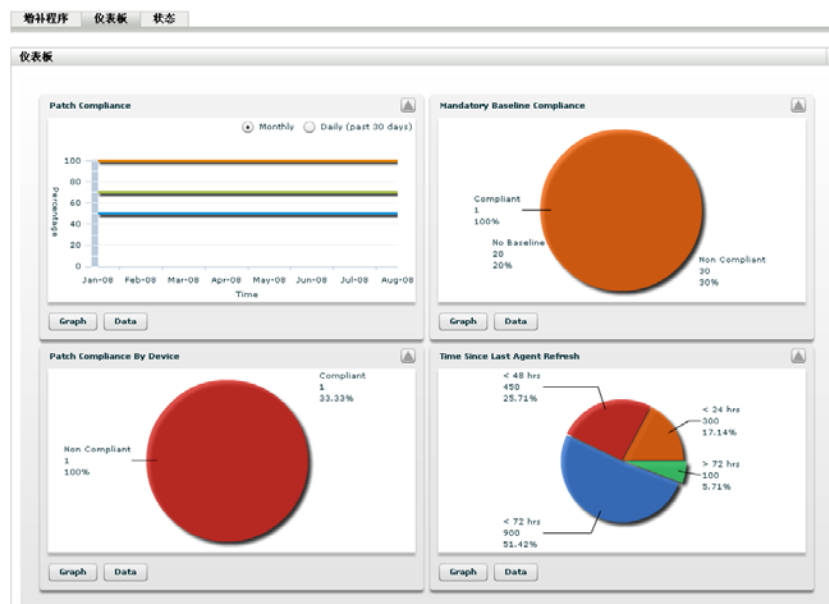 增补程序 仪表板 状态
仪表板
Patch Compliance
Monthly Daily (past 30 days)
100
80
60
40
20
0
Percentage
Jan-08 Feb-08 Mar-08 Apr-08 May-08 Jun-08 Jul-08 Aug-08
Time
Graph Data
Mandatory Baseline Compliance
Compliant
1
100%
No Baseline
20
20%
Non Compliant
30
30%
Graph Data
Patch Compliance By Device
Compliant
1
33.33%
Non Compliant
1
100%
Graph Data
Time Since Last Agent Refresh
< 48 hrs
450
25.71%
< 24 hrs
300
17.14%
> 72 hrs
100
5.71%
< 72 hrs
900
51.42%
Graph Data